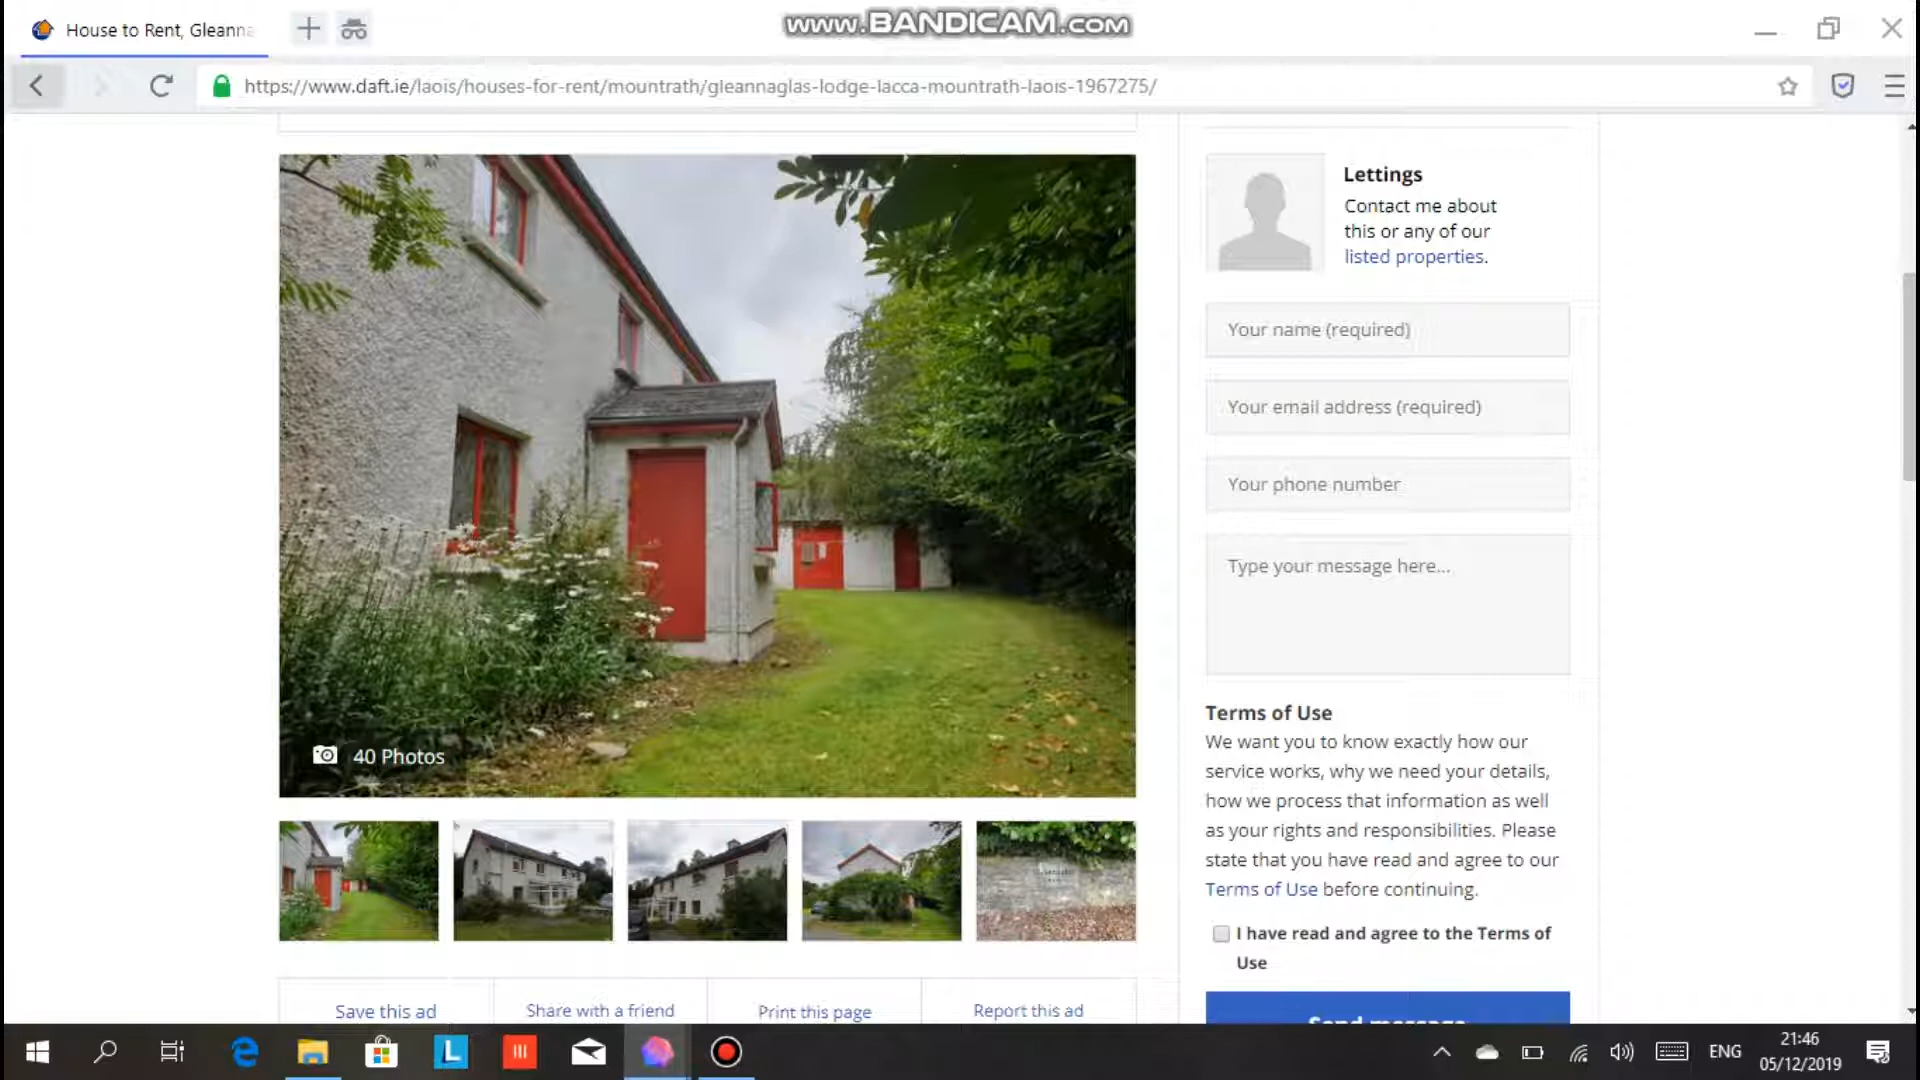 House to Rent, Gleanna
www.BANDICAM.com
https://www.daft.ie/laois/houses-for-rent/mountrath/gleannaglas-lodge-lacca-mountrath-laois-1967275/
Lettings
Contact me about
this or any of our
listed properties.
Your name (required)
Your email address (required)
Your phone number
Type your message here...
40 Photos
Terms of Use
We want you to know exactly how our
service works, why we need your details,
how we process that information as well
as your rights and responsibilities. Please
state that you have read and agree to our
Terms of Use before continuing.
I have read and agree to the Terms of
Use
Save this ad
Share with a friend
Print this page
Report this ad
Send message
L
ENG
21:46
05/12/2019